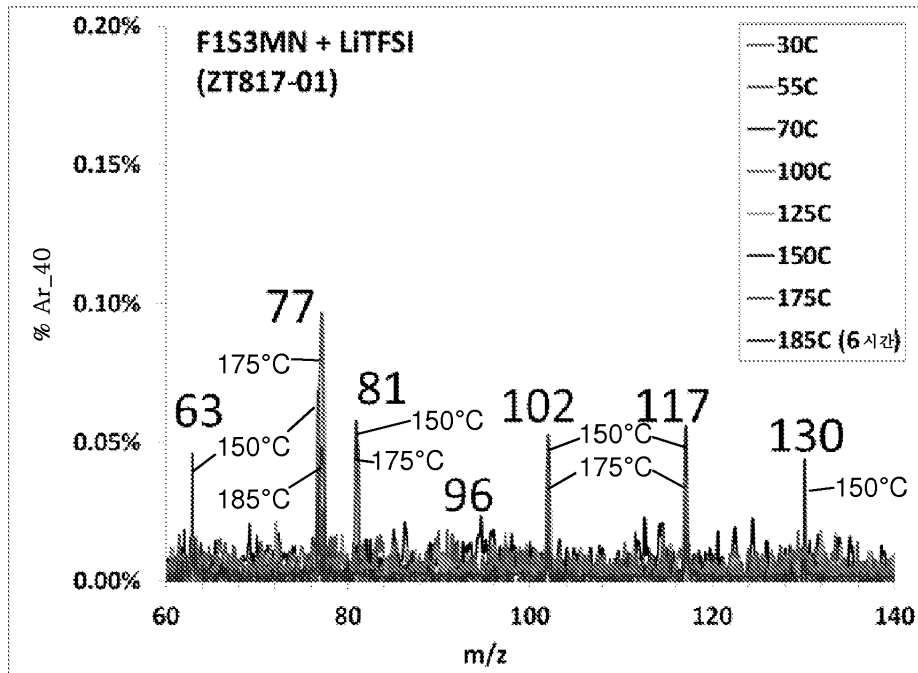 F1S3MN + LiTFSI
(ZT817-01)
30C
55C
70C
100C
125C
150C
175C
185C (6 시간)
% Ar_40
0.20%
0.15%
0.10%
0.05%
0.00%
77
175°C
63
150°C
185°C
81
150°C
175°C
96
102
150°C
175°C
117
130
150°C
60
80
100
120
140
m/z